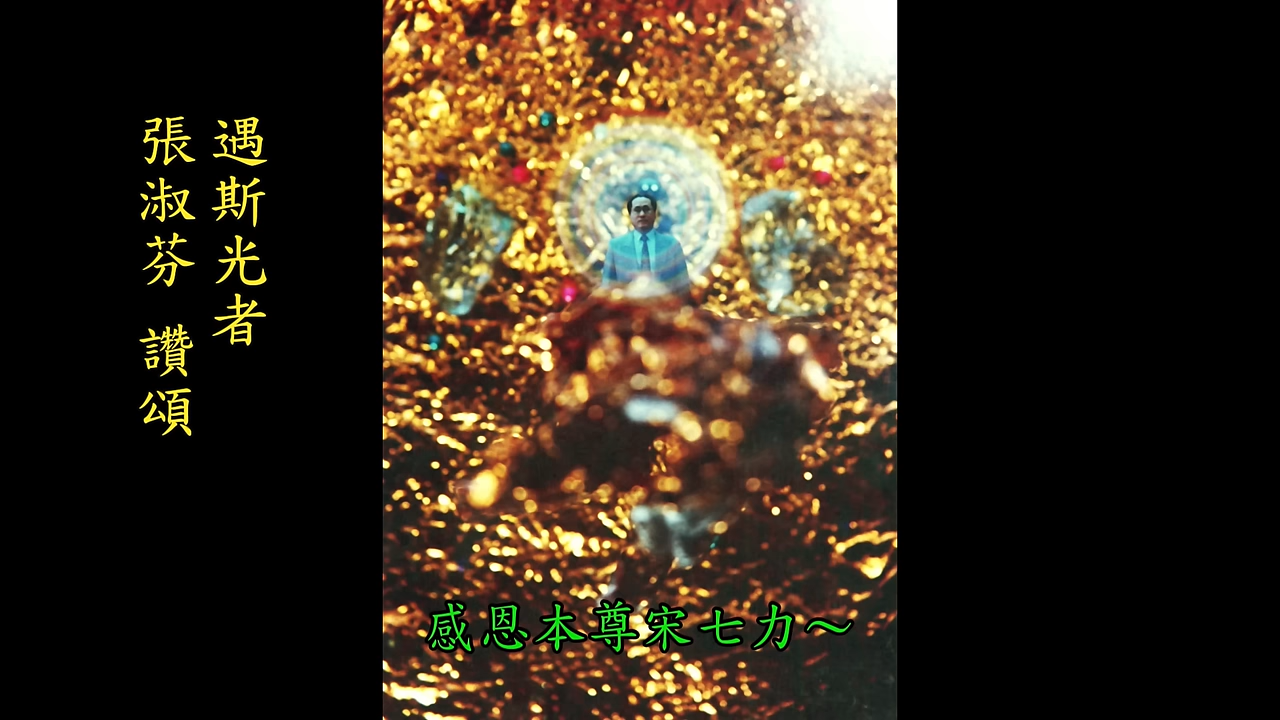 遇斯光者
張淑芬 讚頌
感恩本尊宋七力～